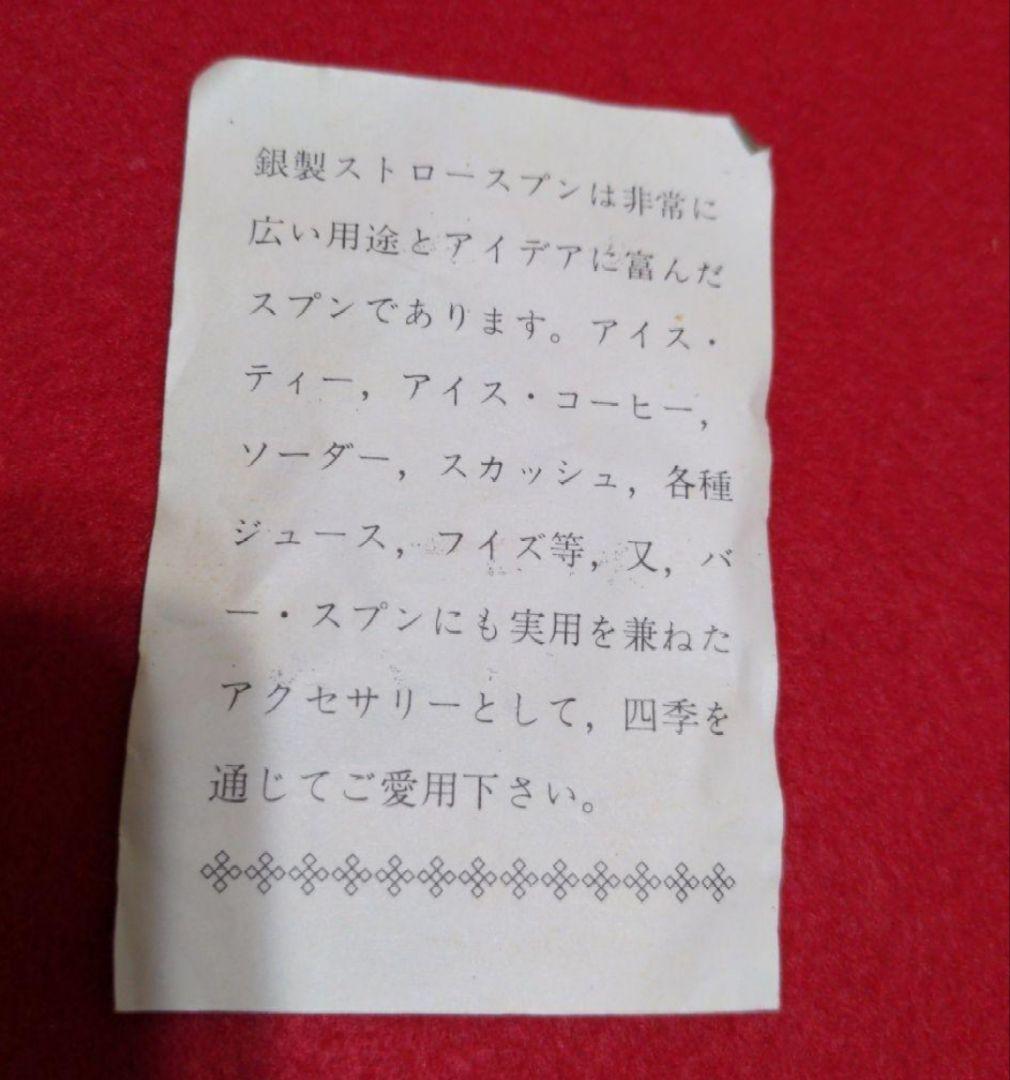 銀製ストロースプンは非常に
広い用途とアイデアに富んだ
スプンであります。アイス・
ティー，アイス・コーヒー，
ソーダー，スカッシュ，各種
ジュース，フイズ等，又，バ
ー・スプンにも実用を兼ねた
アクセサリーとして，四季を
通じてご愛用下さい。